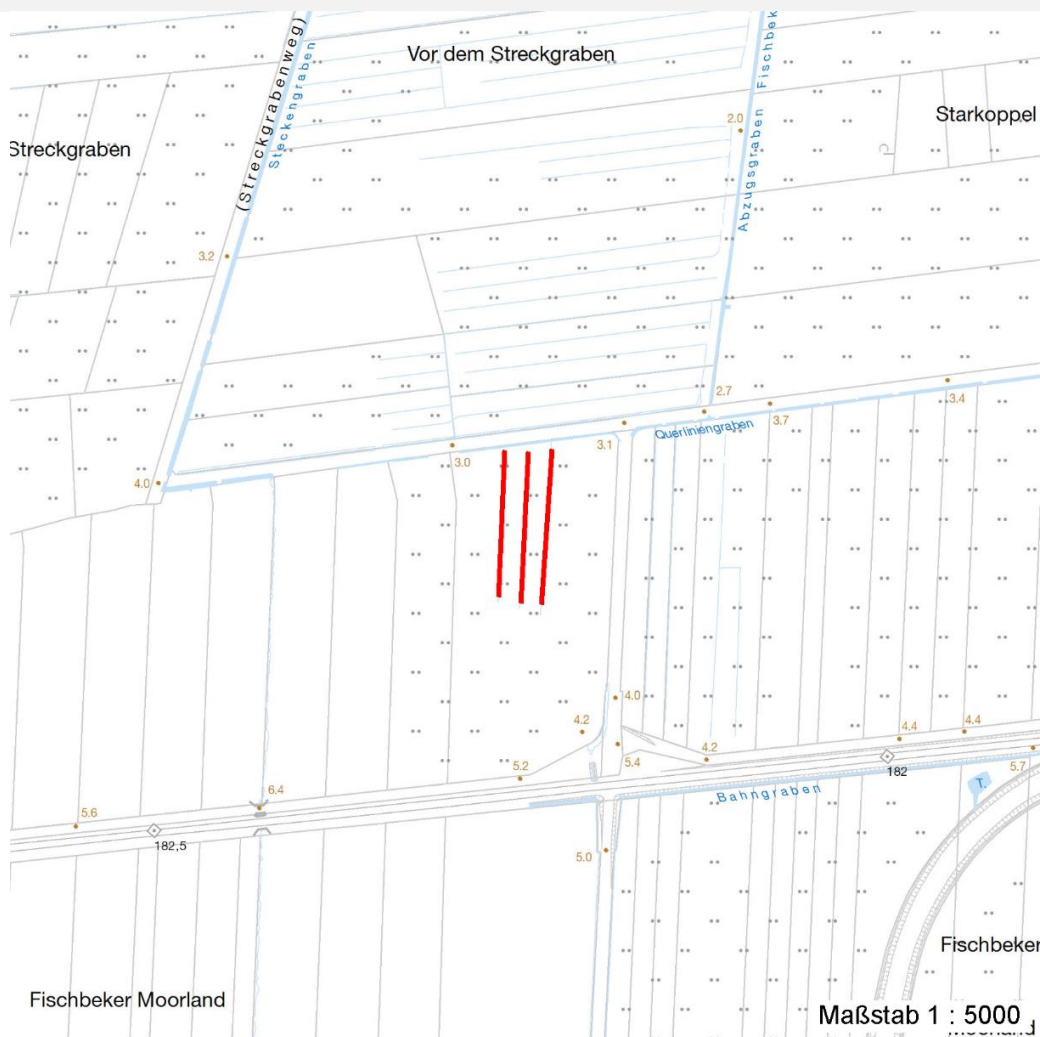 Vor dem Streckgraben
(Streckgrabenweg)
Steckengraben
Abzugsgraben Fischbek
2.0
Starkoppel
Streckgraben
3.2
3.4
2.7
3.7
3.1
Querliniengraben
3.0
4.0
4.0
4.2
4.4
4.4
5.4
4.2
5.7
5.2
182
Bahngraben
T.
6.4
5.6
182,5
5.0
Fischbeker
Fischbeker Moorland
Maßstab 1 : 5000